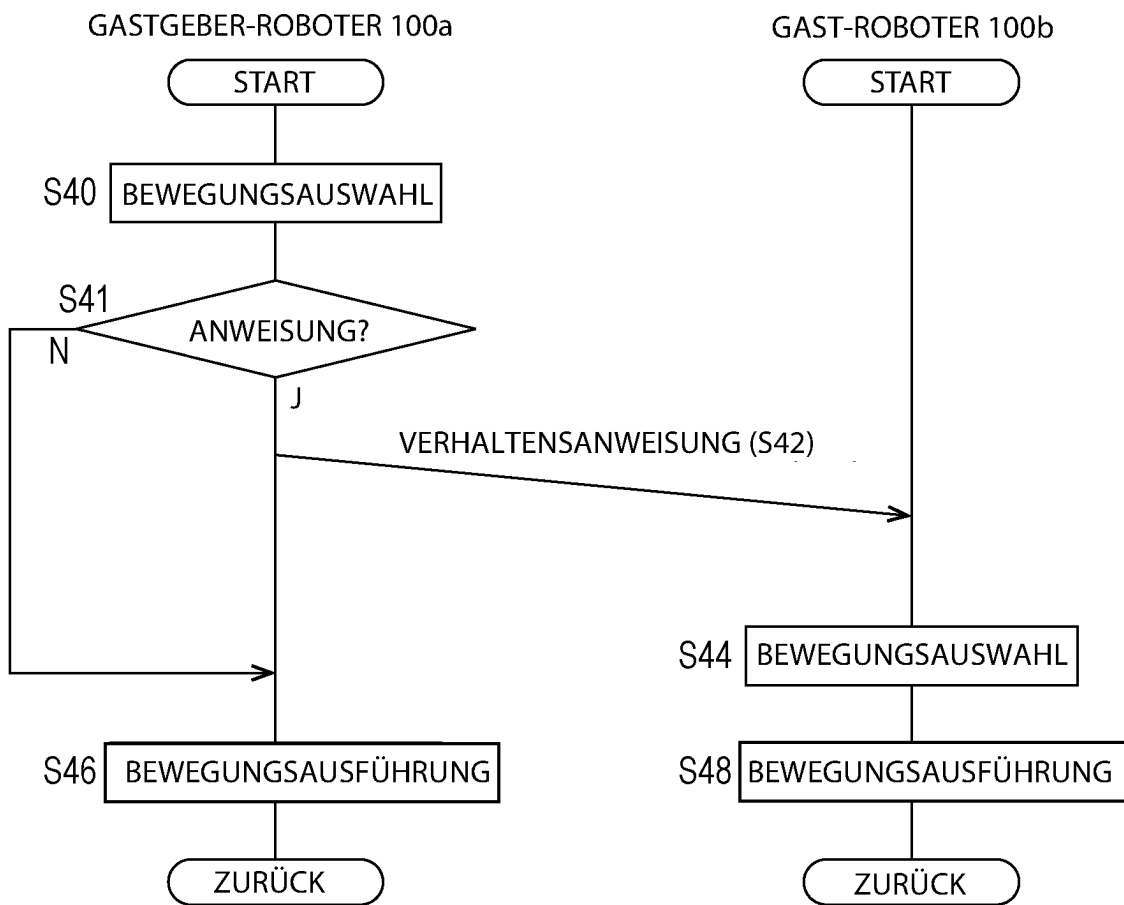 GASTGEBER-ROBOTER 100a
GAST-ROBOTER 100b
START
START
S40
BEWEGUNGSAUSWAHL
S41
ANWEISUNG?
N
J
VERHALTENSANWEISUNG (S42)
S44
BEWEGUNGSAUSWAHL
S46
BEWEGUNGSAUSFÜHRUNG
S48
BEWEGUNGSAUSFÜHRUNG
ZURÜCK
ZURÜCK